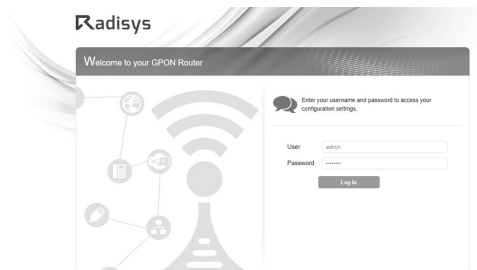 Radisys
Welcome to your GPON Router
Enter your username and password to access your
configuration settings.
User
admin
Password
••••••••
Log In